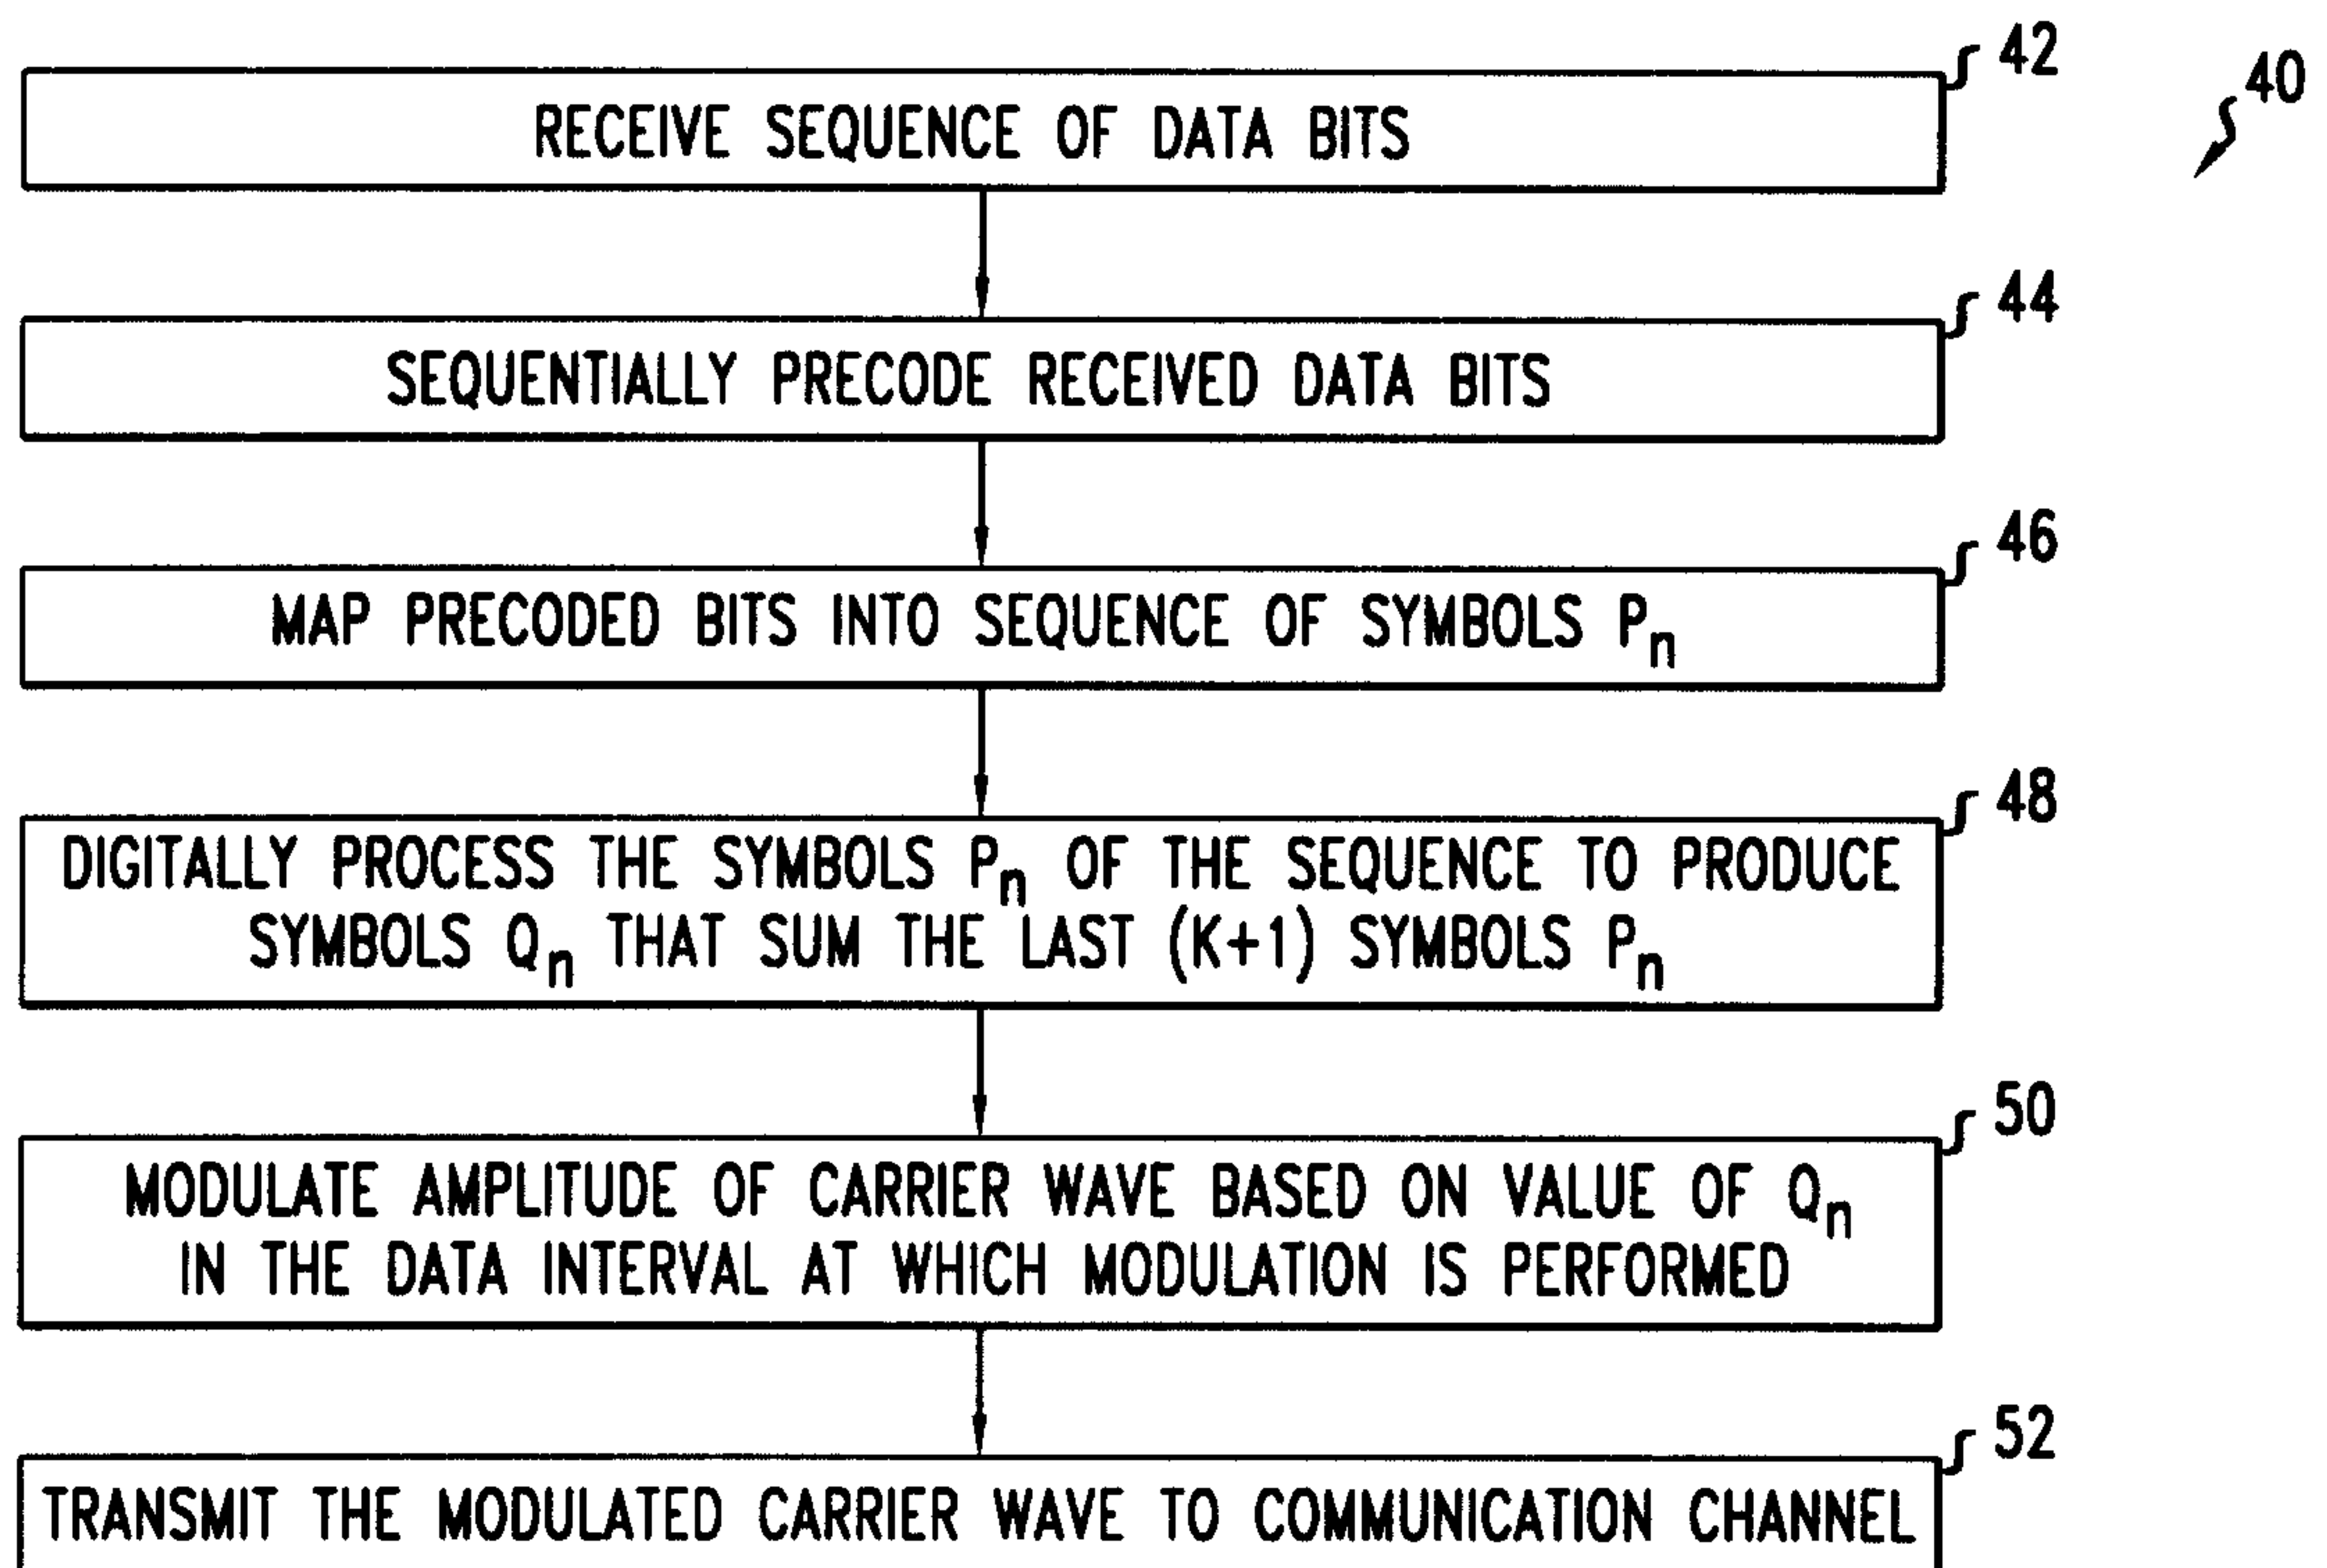 42
40
RECEIVE SEQUENCE OF DATA BITS
44
SEQUENTIALLY PRECODE RECEIVED DATA BITS
46
MAP PRECODED BITS INTO SEQUENCE OF SYMBOLS Pn
48
DIGITALLY PROCESS THE SYMBOLS Pn OF THE SEQUENCE TO PRODUCE
SYMBOLS Qn THAT SUM THE LAST (K+1) SYMBOLS Pn
50
MODULATE AMPLITUDE OF CARRIER WAVE BASED ON VALUE OF Qn
IN THE DATA INTERVAL AT WHICH MODULATION IS PERFORMED
52
TRANSMIT THE MODULATED CARRIER WAVE TO COMMUNICATION CHANNEL